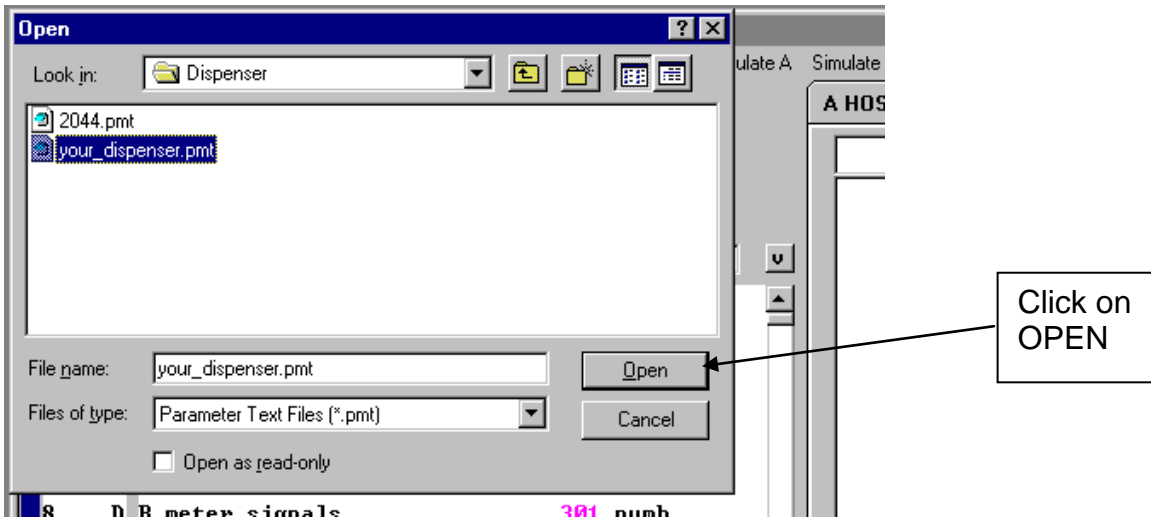 Open
Look in: Dispenser
ulate A Simulate
A HOS
2044.pmt
your_dispenser.pmt
v
Click on
OPEN
File name: your_dispenser.pmt Open
Files of type: Parameter Text Files (*.pmt) Cancel
Open as read-only
8 D B meter signals 301 numb